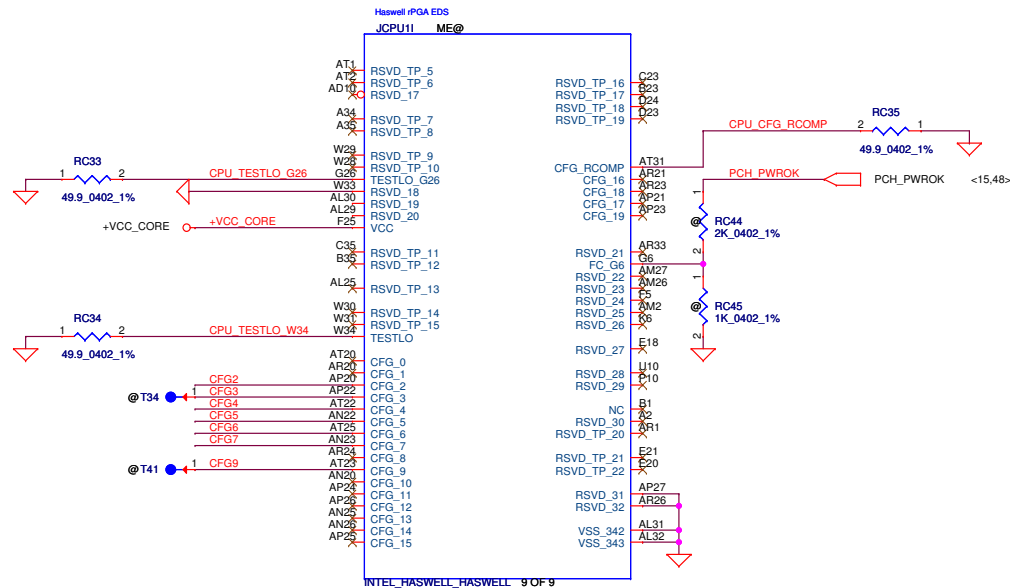 Haswell rPGA EDS
JCPU1I ME@
AT1 RSVD_TP_5
AT2 RSVD_TP_6
AD10 RSVD_17
A34 RSVD_TP_7
A35 RSVD_TP_8
W29 RSVD_TP_9
W28 RSVD_TP_10
G26 TESTLO_G26
W33 RSVD_18
AL30 RSVD_19
AL29 RSVD_20
F25 VCC
C35 RSVD_TP_11
B35 RSVD_TP_12
AL25 RSVD_TP_13
W30 RSVD_TP_14
W31 RSVD_TP_15
W34 TESTLO
AT20 CFG_0
AR20 CFG_1
AP20 CFG_2
AP22 CFG_3
AT22 CFG_4
AN22 CFG_5
AT25 CFG_6
AN23 CFG_7
AR24 CFG_8
AT23 CFG_9
AN20 CFG_10
AP24 CFG_11
AP26 CFG_12
AN25 CFG_13
AN26 CFG_14
AP25 CFG_15
RC33
1 2 CPU_TESTLO_G26
49.9_0402_1%
+VCC_CORE +VCC_CORE
RC34
1 2 CPU_TESTLO_W34
49.9_0402_1%
CFG2
@ T34 1 CFG3
CFG4
CFG5
CFG6
CFG7
@ T41 1 CFG9
RSVD_TP_16 C23
RSVD_TP_17 B23
RSVD_TP_18 D24
RSVD_TP_19 D23
CFG_RCOMP AT31
CFG_16 AR21
CFG_18 AR23
CFG_17 AP21
CFG_19 AP23
RSVD_21 AR33
FC_G6 G6
RSVD_22 AM27
RSVD_23 AM26
RSVD_24 F5
RSVD_25 AM2
RSVD_26 K6
RSVD_27 E18
RSVD_28 U10
RSVD_29 P10
NC B1
RSVD_30 A2
RSVD_TP_20 AR1
RSVD_TP_21 E21
RSVD_TP_22 E20
RSVD_31 AP27
RSVD_32 AR26
VSS_342 AL31
VSS_343 AL32
RC35
CPU_CFG_RCOMP 2 1
49.9_0402_1%
PCH_PWROK PCH_PWROK <15,48>
1
@ RC44
2K_0402_1%
2
1
@ RC45
1K_0402_1%
2
INTEL_HASWELL_HASWELL 9 OF 9